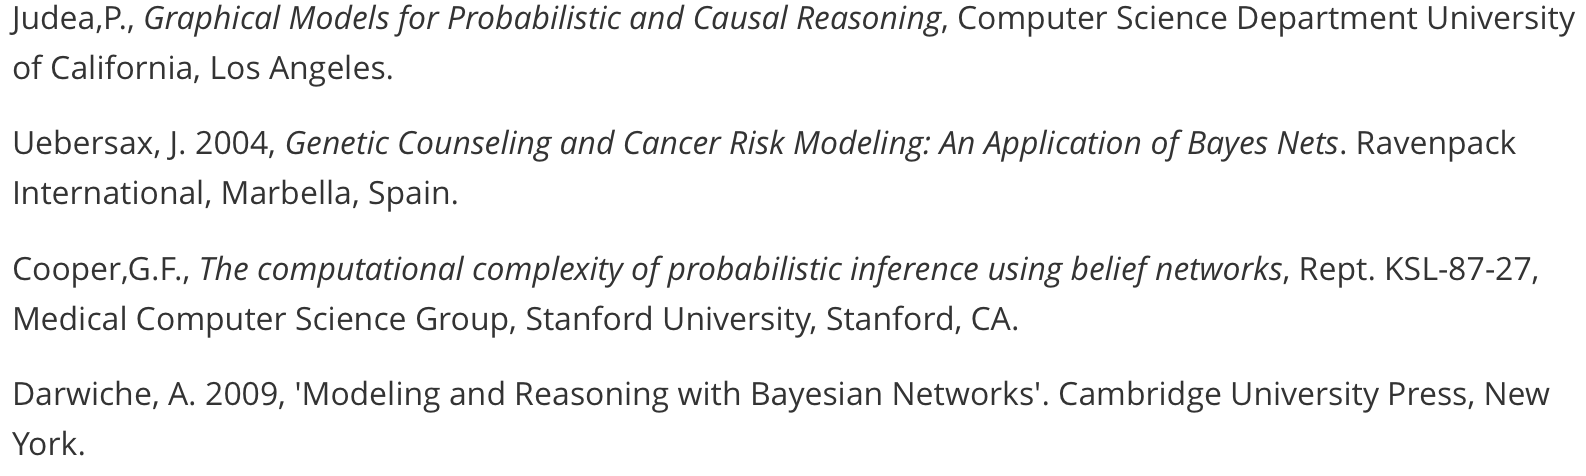 Judea,P., Graphical Models for Probabilistic and Causal Reasoning, Computer Science Department University
of California, Los Angeles.
Uebersax, J. 2004, Genetic Counseling and Cancer Risk Modeling: An Application of Bayes Nets. Ravenpack
International, Marbella, Spain.
Cooper,G.F., The computational complexity of probabilistic inference using belief networks, Rept. KSL-87-27,
Medical Computer Science Group, Stanford University, Stanford, CA.
Darwiche, A. 2009, 'Modeling and Reasoning with Bayesian Networks'. Cambridge University Press, New
York.